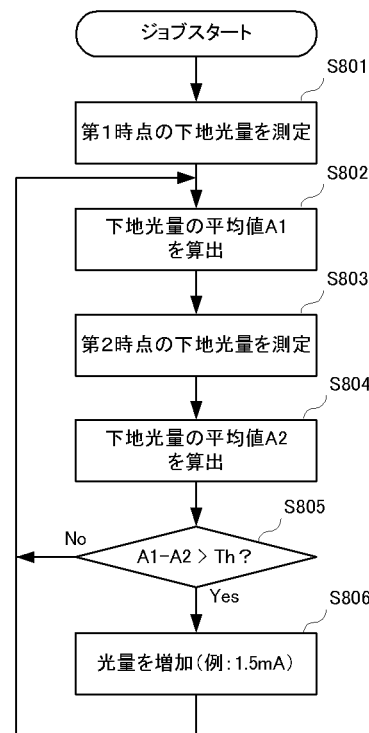 ジョブスタート
S801
第1時点の下地光量を測定
S802
下地光量の平均値A1
を算出
S803
第2時点の下地光量を測定
S804
下地光量の平均値A2
を算出
S805
No
A1-A2 > Th？
Yes
S806
光量を増加(例：1.5mA)